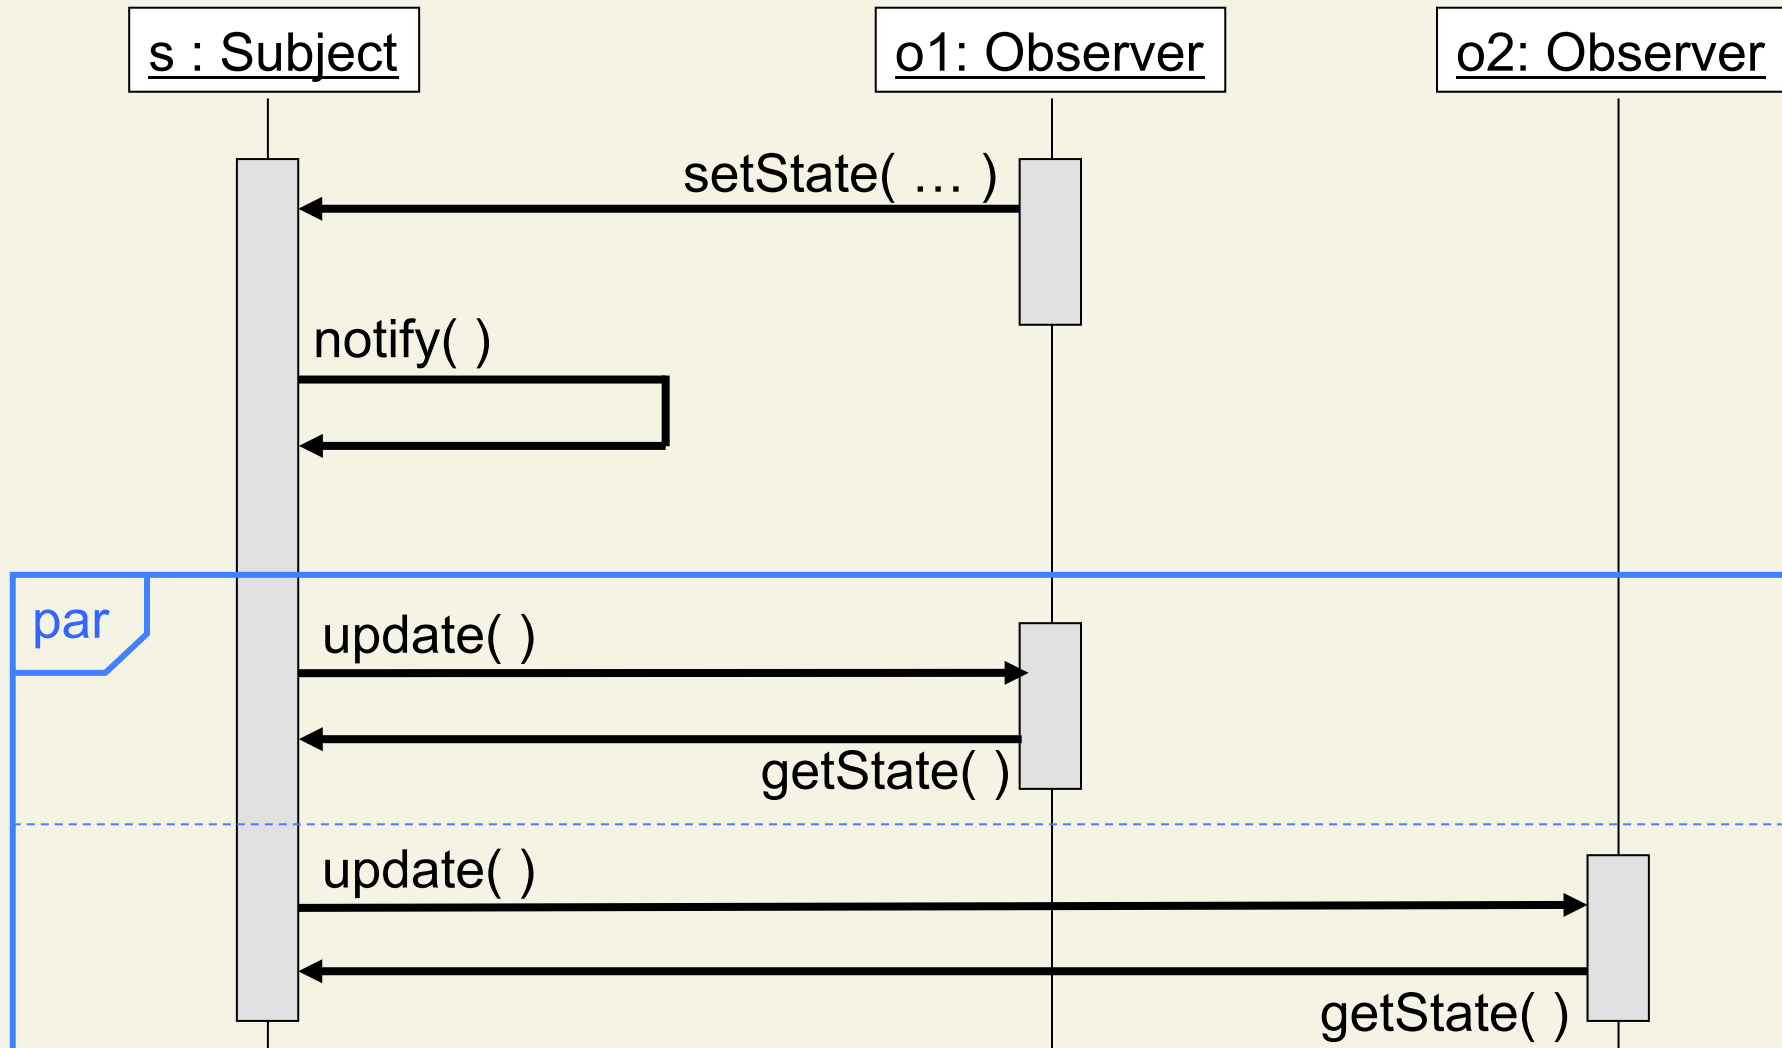 s : Subject
o1: Observer
o2: Observer
setState( … )
notify( )
par
update( )
getState( )
update( )
getState( )